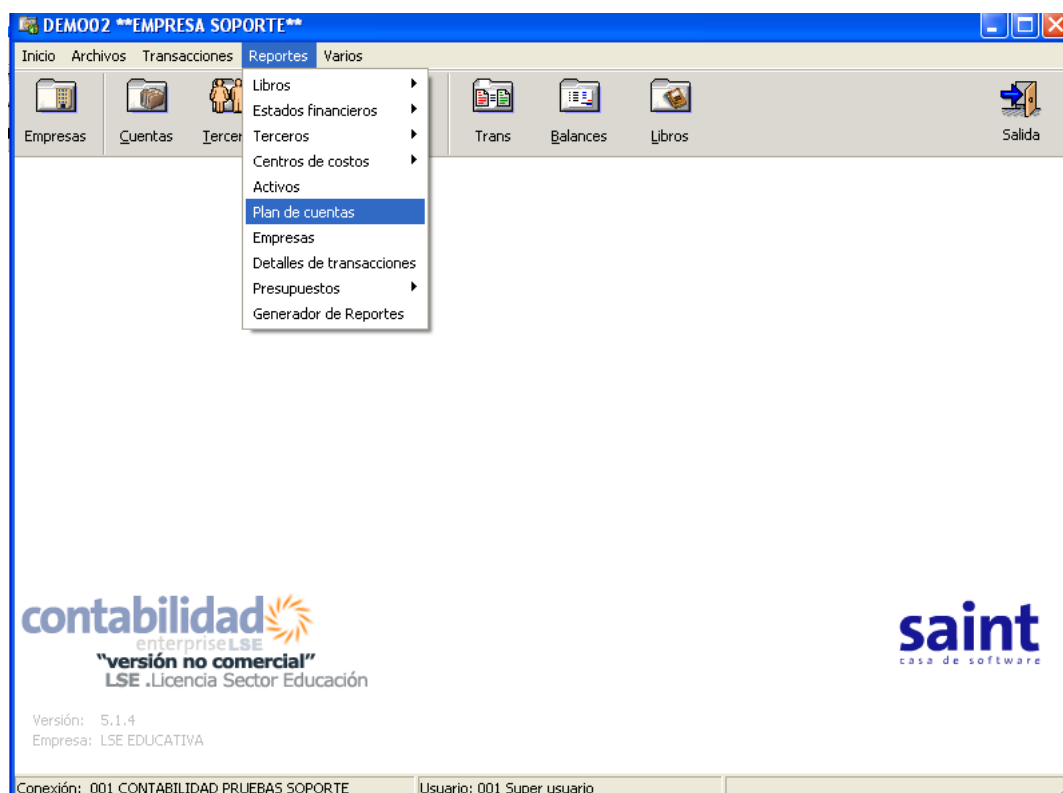 DEMO02 **EMPRESA SOPORTE**
Inicio Archivos Transacciones Reportes Varios
Empresas Cuentas Trans Balances Libros Salida
Libros
Estados financieros
Terceros
Centros de costos
Activos
Plan de cuentas
Empresas
Detalles de transacciones
Presupuestos
Generador de Reportes
contabilidad
enterprise LSE
"versión no comercial"
LSE .Licencia Sector Educación
saint
casa de software
Versión: 5.1.4
Empresa: LSE EDUCATIVA
Conexión: 001 CONTABILIDAD PRUEBAS SOPORTE Usuario: 001 Super usuario